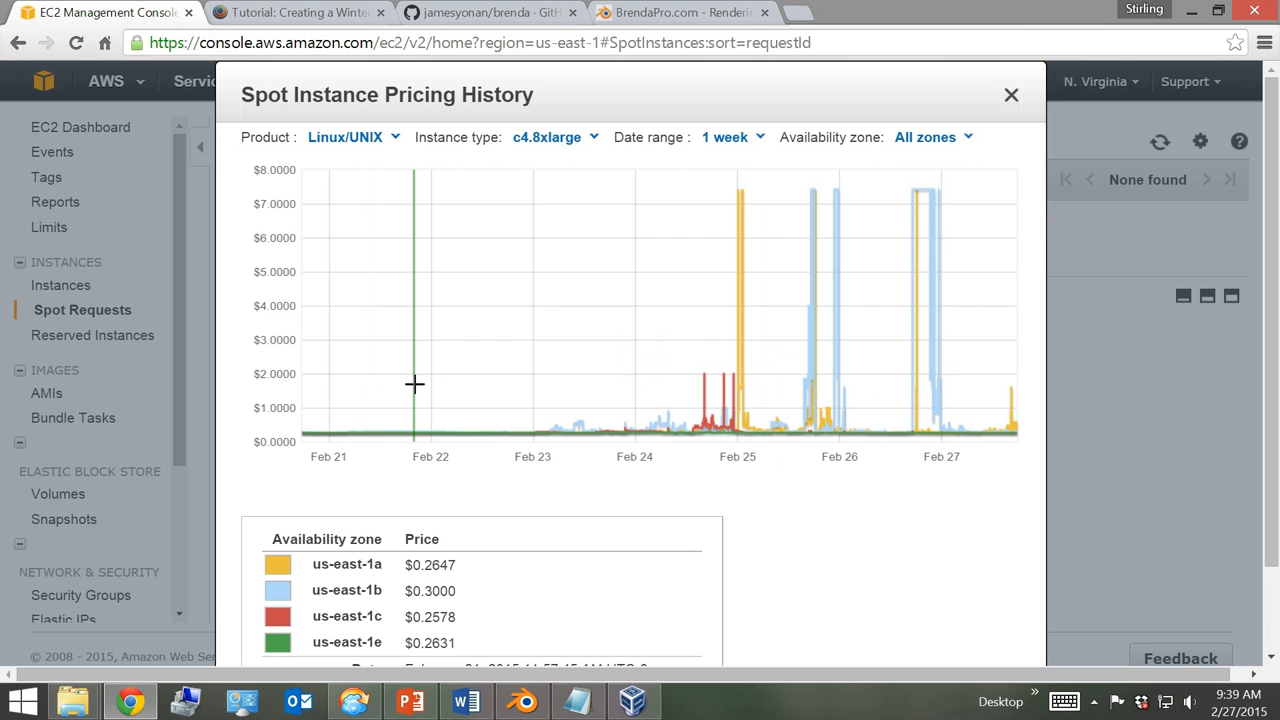 EC2 Management Console
Tutorial: Creating a Winter
jamesyonan/brenda · GitH
BrendaPro.com - Renderin
Stirling
https://console.aws.amazon.com/ec2/v2/home?region=us-east-1#SpotInstances:sort=requestId
AWS
Servic
N. Virginia
Support
Spot Instance Pricing History
EC2 Dashboard
Events
Tags
Reports
Limits
INSTANCES
Instances
Spot Requests
Reserved Instances
IMAGES
AMIs
Bundle Tasks
ELASTIC BLOCK STORE
Volumes
Snapshots
NETWORK & SECURITY
Security Groups
Elastic IPs
Product :
Linux/UNIX
Instance type:
c4.8xlarge
Date range :
1 week
Availability zone:
All zones
None found
$8.0000
$7.0000
$6.0000
$5.0000
$4.0000
$3.0000
$2.0000
$1.0000
$0.0000
Feb 21
Feb 22
Feb 23
Feb 24
Feb 25
Feb 26
Feb 27
Availability zone
Price
us-east-1a
$0.2647
us-east-1b
$0.3000
us-east-1c
$0.2578
us-east-1e
$0.2631
© 2008 - 2015, Amazon Web Ser
Feedback
Desktop
9:39 AM
2/27/2015